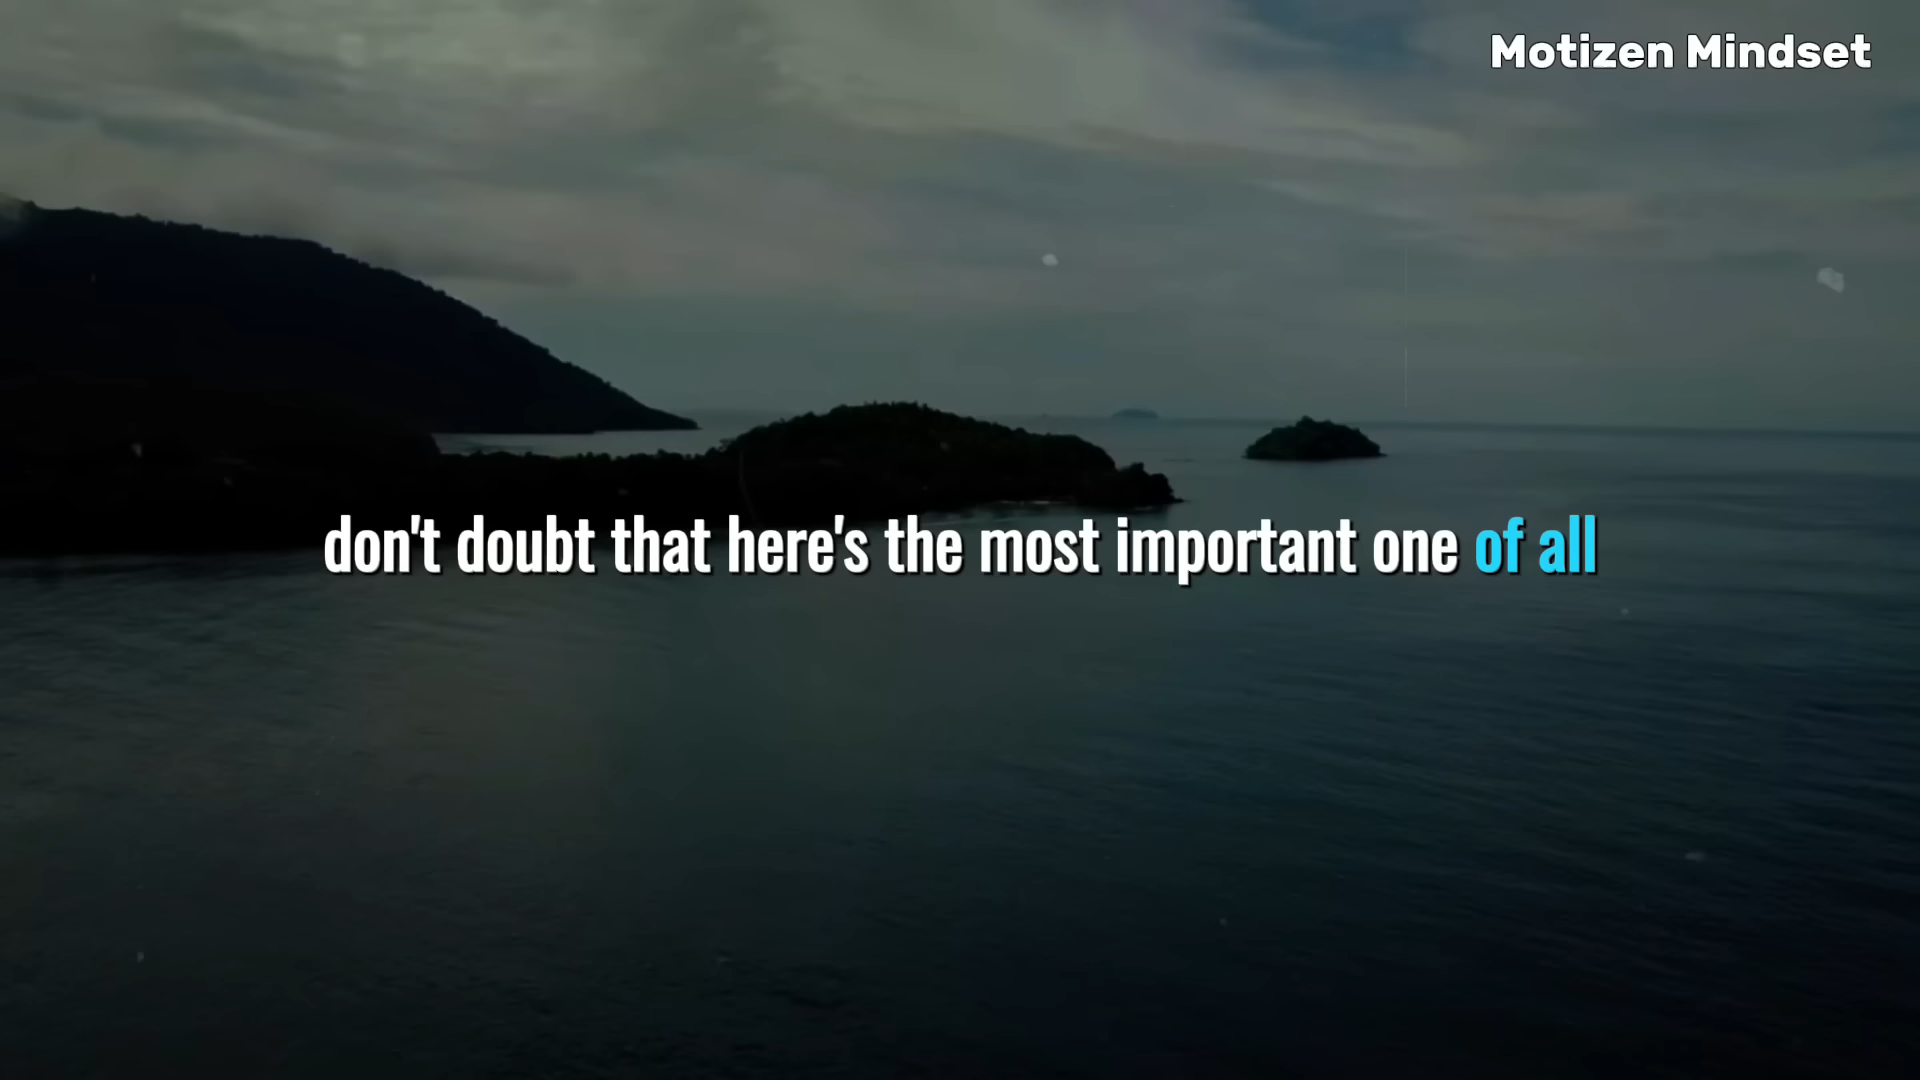 Motizen Mindset
don't doubt that here's the most important one of all